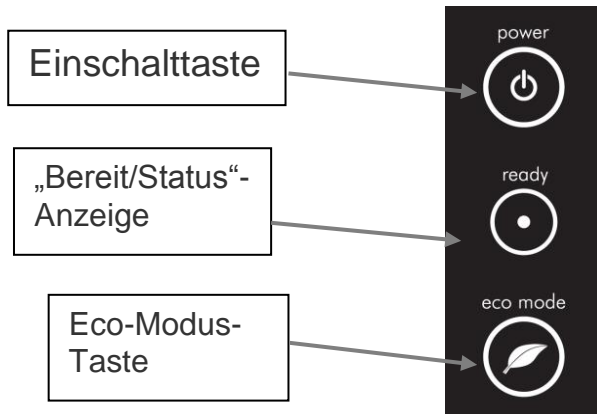 Einschalttaste
power
„Bereit/Status“-
Anzeige
ready
Eco-Modus-
Taste
eco mode